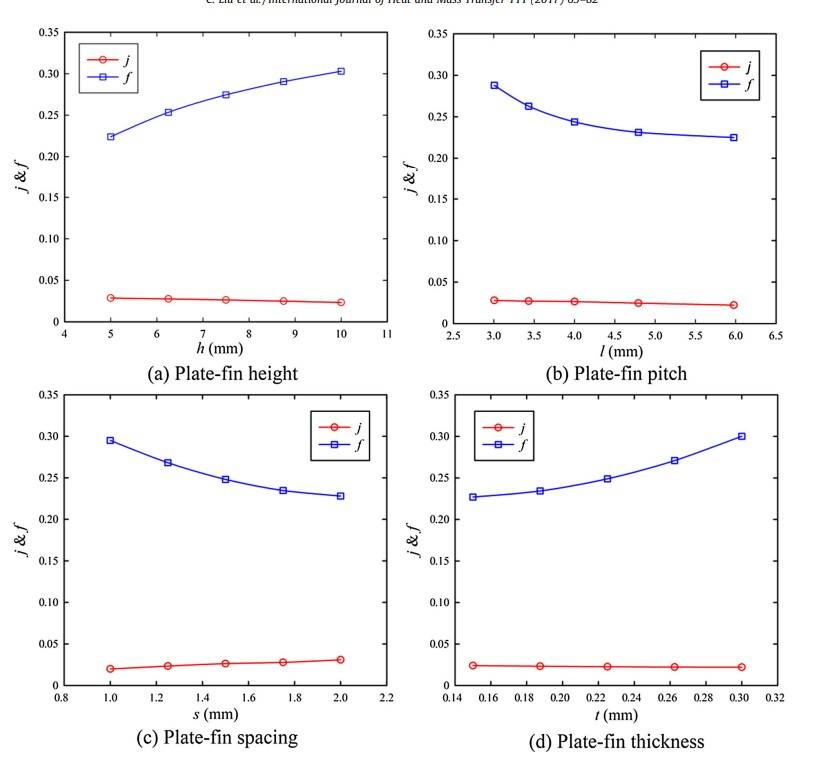 C. Liu et al. / International Journal of Heat and Mass Transfer 111 (2017) 65–82
0.35
0.30
0.25
0.20
0.15
0.10
0.05
0
j & f
j
f
4 5 6 7 8 9 10 11
h (mm)
(a) Plate-fin height
0.35
0.30
0.25
0.20
0.15
0.10
0.05
0
j & f
j
f
2.5 3.0 3.5 4.0 4.5 5.0 5.5 6.0 6.5
l (mm)
(b) Plate-fin pitch
0.35
0.30
0.25
0.20
0.15
0.10
0.05
0
j & f
j
f
0.8 1.0 1.2 1.4 1.6 1.8 2.0 2.2
s (mm)
(c) Plate-fin spacing
0.35
0.30
0.25
0.20
0.15
0.10
0.05
0
j & f
j
f
0.14 0.16 0.18 0.20 0.22 0.24 0.26 0.28 0.30 0.32
t (mm)
(d) Plate-fin thickness